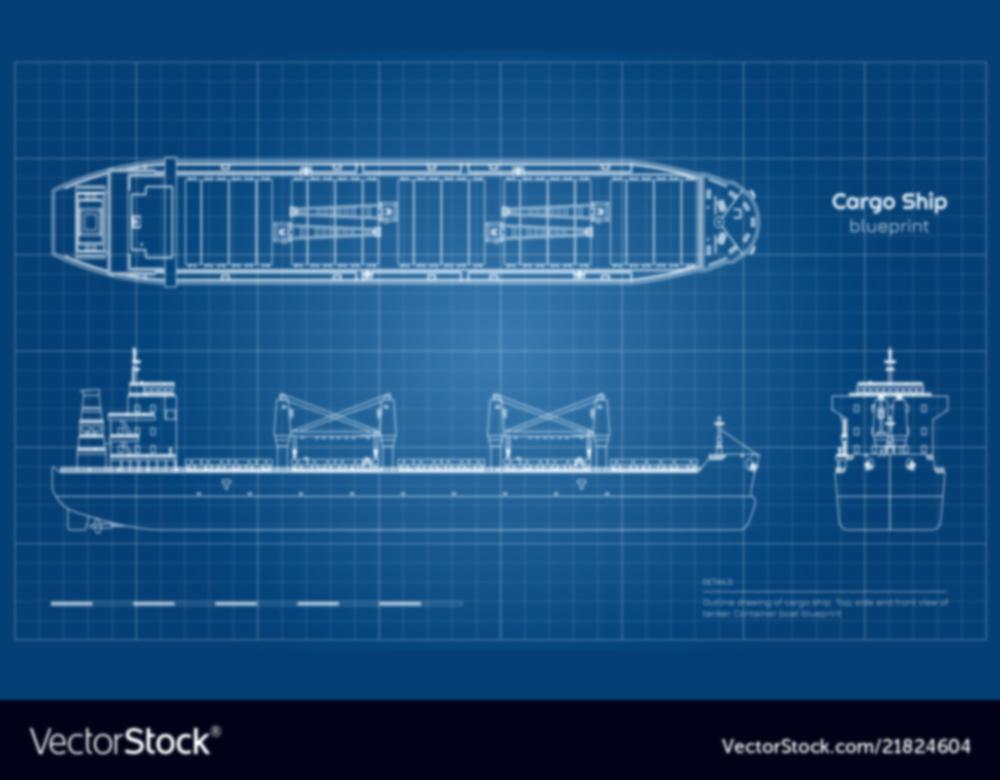 Cargo Ship
blueprint
DETAILS
Outline drawing of cargo ship. Top, side and front view of
tanker. Container boat blueprint
VectorStock®
VectorStock.com/21824604